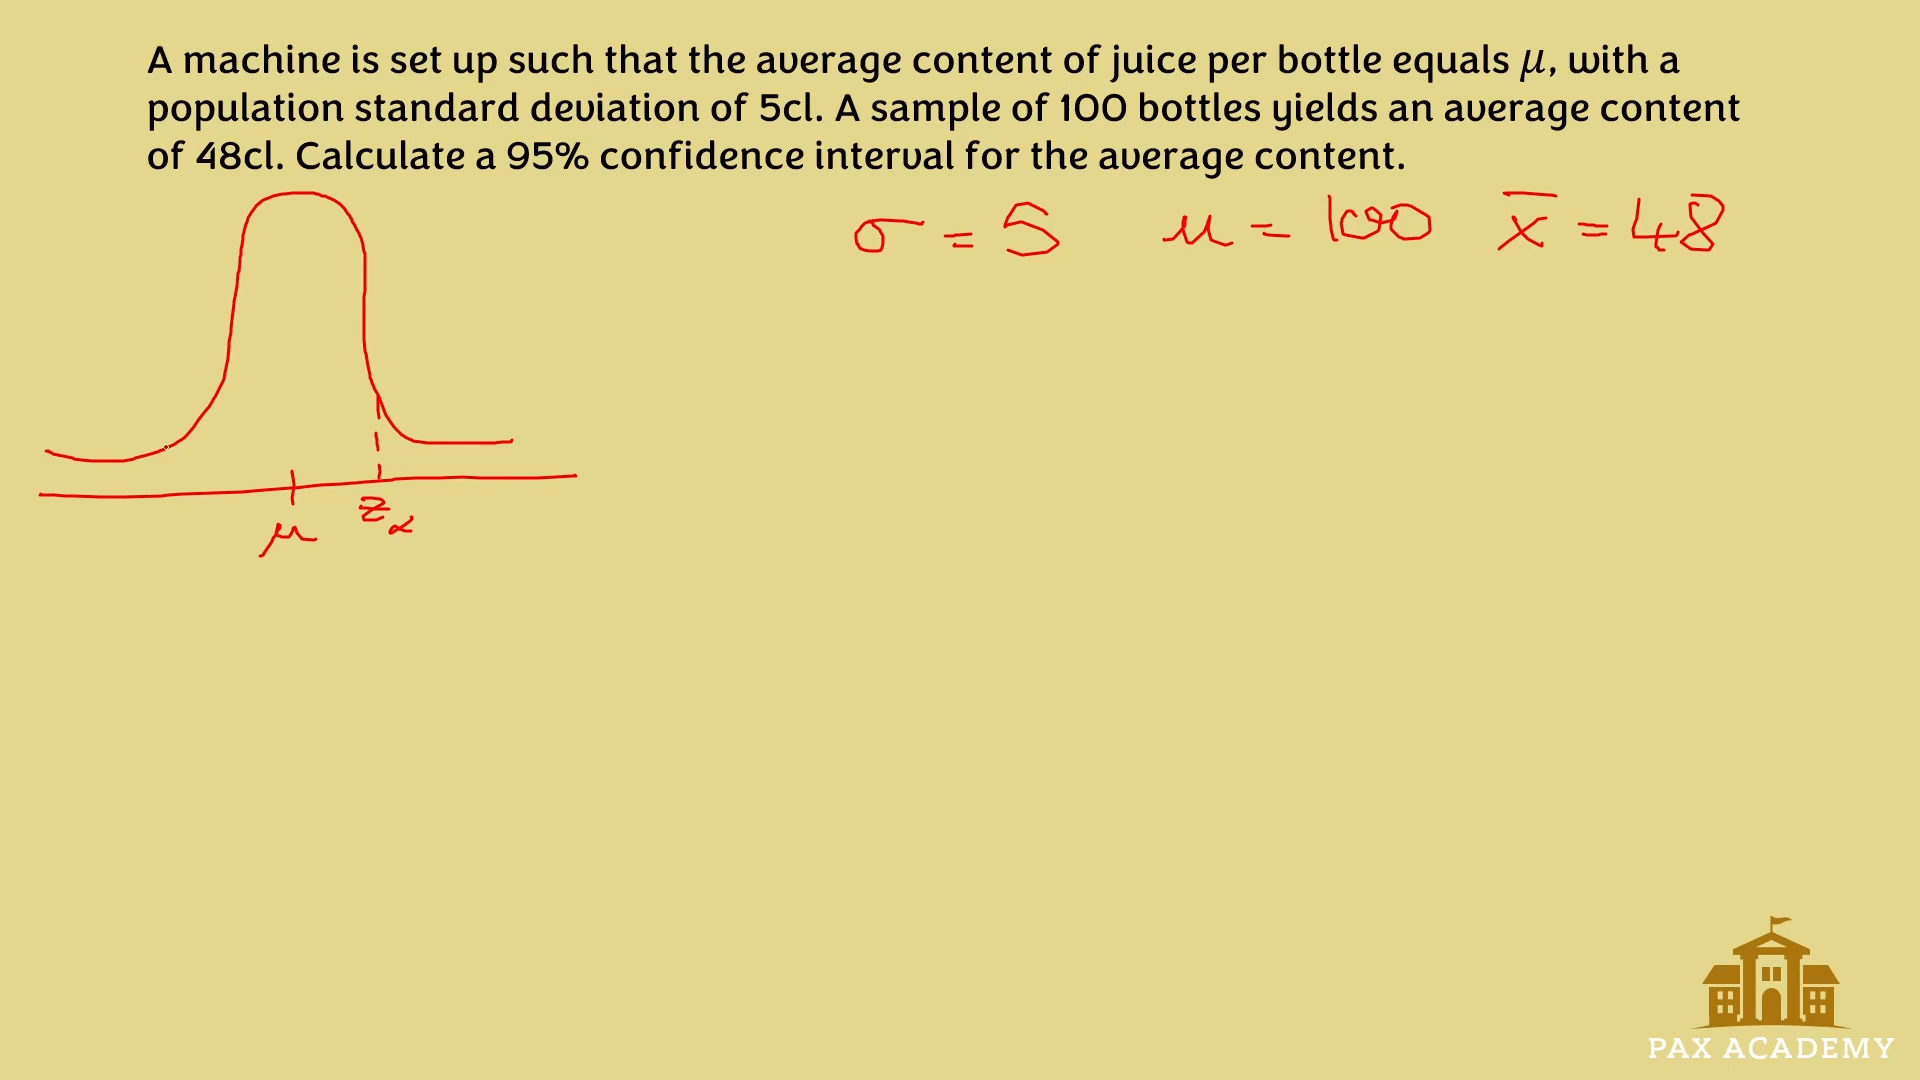 A machine is set up such that the average content of juice per bottle equals μ, with a
population standard deviation of 5cl. A sample of 100 bottles yields an average content
of 48cl. Calculate a 95% confidence interval for the average content.
σ = 5 μ = 100 x̅ = 48
μ z_α
PAX ACADEMY